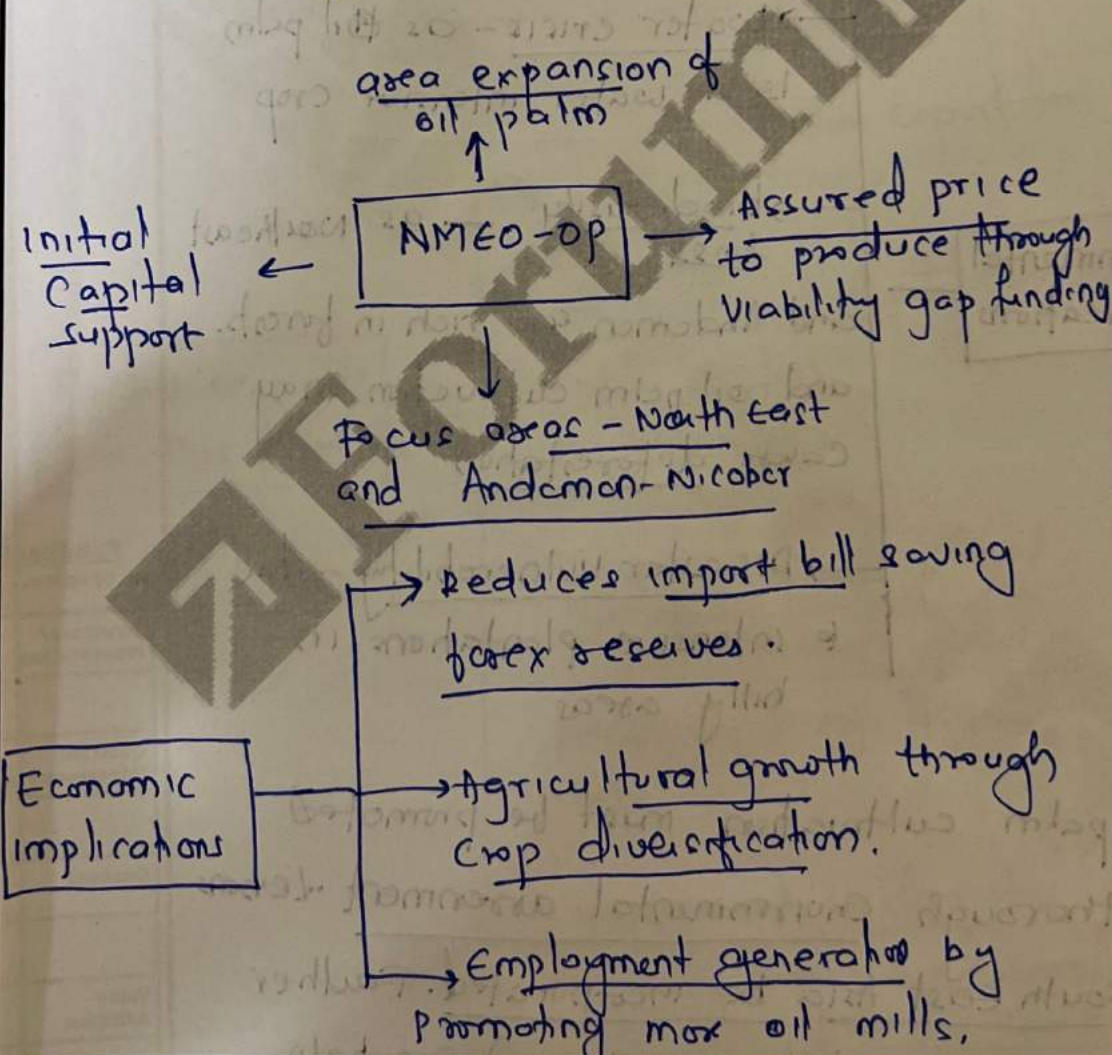 area expansion of
oil palm
NMEO-OP
Initial
Capital
support
Assured price
to produce through
viability gap funding
Focus areas - North East
and Andaman-Nicobar
Reduces import bill saving
forex reserves.
Economic
implications
Agricultural growth through
crop diversification.
Employment generation by
promoting more oil mills.
Forum